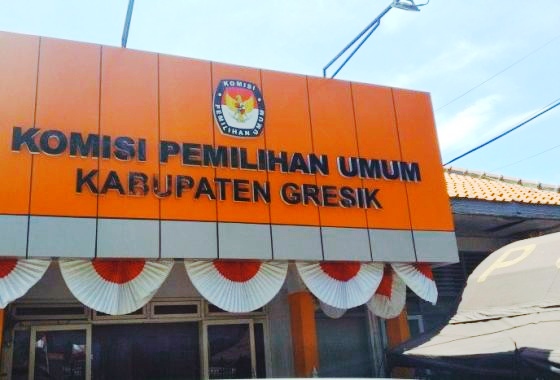 KOMISI
PEMILIHAN UMUM
KOMISI PEMILIHAN UMUM
KABUPATEN GRESIK